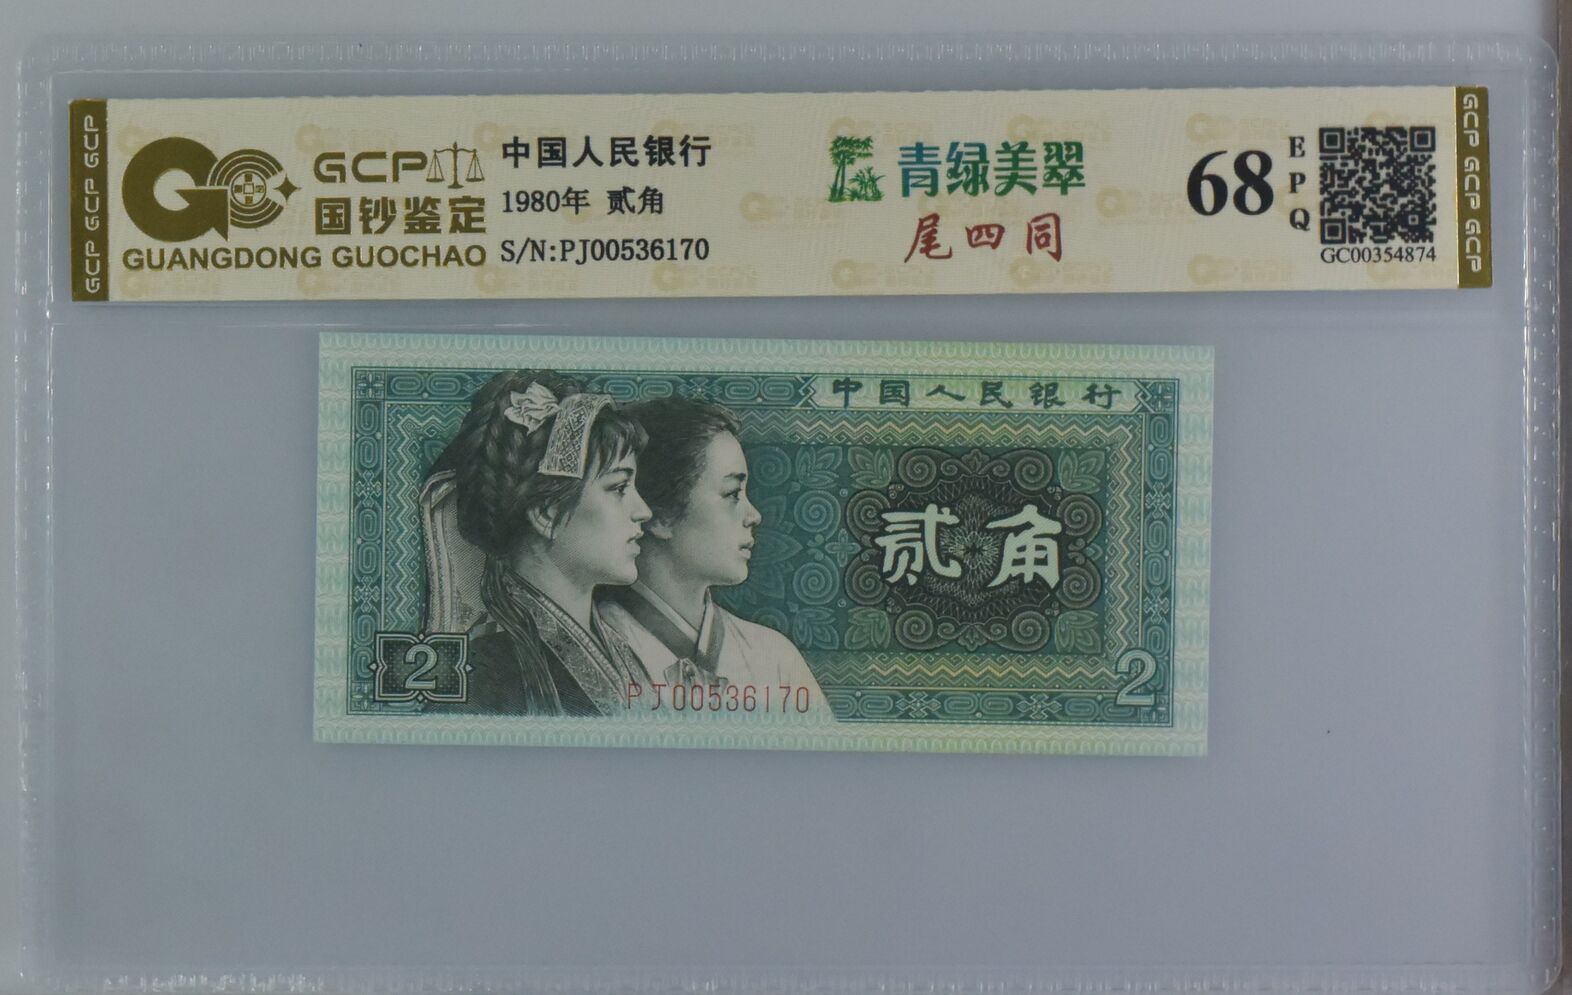 GCP GCP GCP
GCP
国钞鉴定
GUANGDONG GUOCHAO
中国人民银行
1980年 贰角
S/N:PJ00536170
青绿美翠
尾四同
68
EPQ
GC00354874
GCP GCP GCP
中国人民银行
贰角
2
PJ00536170
2